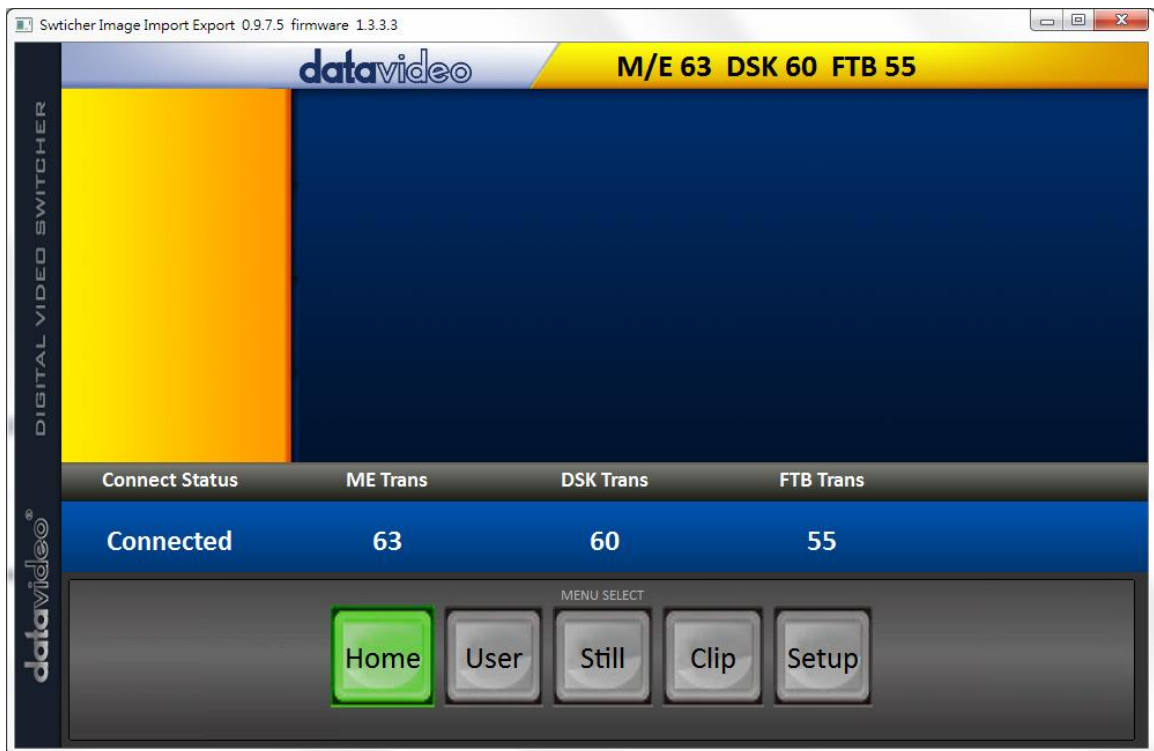 Swticher Image Import Export 0.9.7.5 firmware 1.3.3.3
datavideo
M/E 63 DSK 60 FTB 55
DIGITAL VIDEO SWITCHER
datavideo®
Connect Status ME Trans DSK Trans FTB Trans
Connected 63 60 55
MENU SELECT
Home User Still Clip Setup